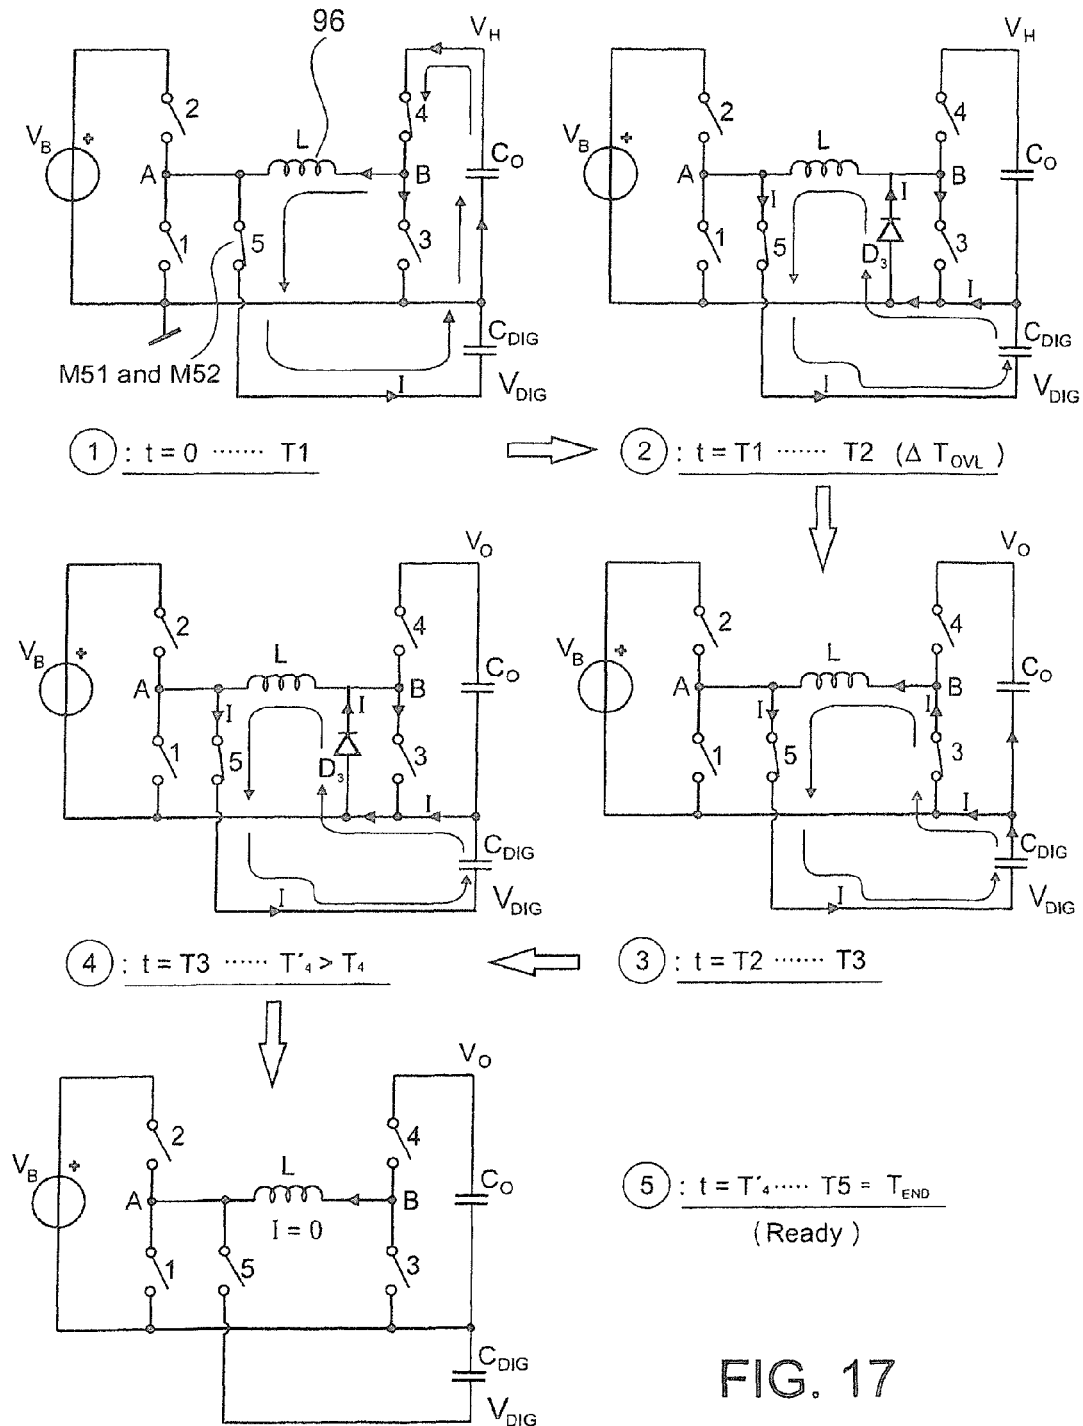 96
V_H
2
V_B +
4
L
C_O
A
B
1
5
3
C_DIG
M51 and M52
I
V_DIG
1 : t = 0 ....... T1
V_H
2
V_B +
4
L
C_O
A
B
I
I
1
5
D_3
3
I
C_DIG
I
V_DIG
2 : t = T1 ....... T2 (Δ T_OVL)
V_O
2
V_B +
4
L
C_O
A
B
I
I
1
5
D_3
3
I
C_DIG
I
V_DIG
4 : t = T3 ...... T'_4 > T_4
V_O
2
V_B +
4
L
C_O
A
B
I
I
1
5
3
I
C_DIG
I
V_DIG
3 : t = T2 ....... T3
V_O
2
V_B +
4
L
C_O
A
B
I = 0
1
5
3
C_DIG
V_DIG
5 : t = T'_4 ..... T5 = T_END
(Ready)
FIG. 17